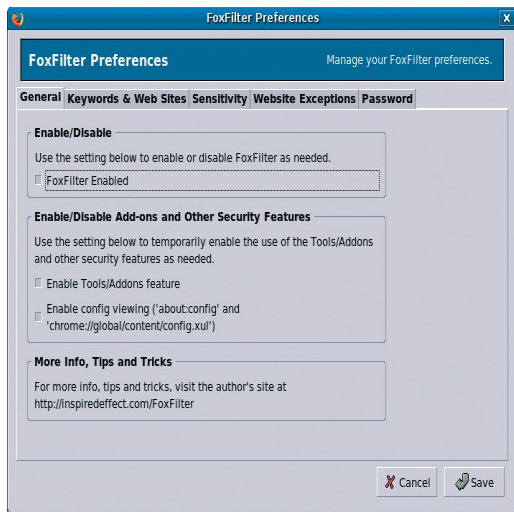 FoxFilter Preferences
X
FoxFilter Preferences
Manage your FoxFilter preferences.
General Keywords & Web Sites Sensitivity Website Exceptions Password
Enable/Disable
Use the setting below to enable or disable FoxFilter as needed.
FoxFilter Enabled
Enable/Disable Add-ons and Other Security Features
Use the setting below to temporarily enable the use of the Tools/Addons
and other security features as needed.
Enable Tools/Addons feature
Enable config viewing ('about:config' and
'chrome://global/content/config.xul')
More Info, Tips and Tricks
For more info, tips and tricks, visit the author's site at
http://inspiredeffect.com/FoxFilter
Cancel Save